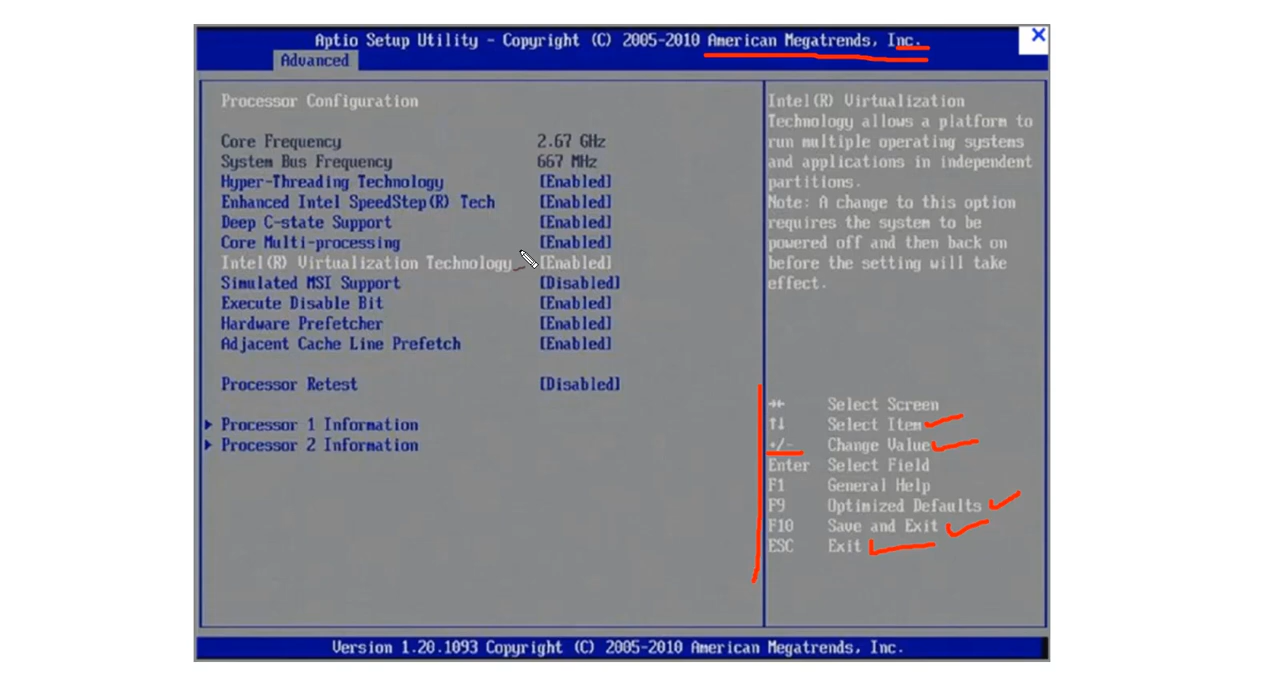 Aptio Setup Utility - Copyright (C) 2005-2010 American Megatrends, Inc.
Advanced
Processor Configuration
Core Frequency 2.67 GHz
System Bus Frequency 667 MHz
Hyper-Threading Technology [Enabled]
Enhanced Intel SpeedStep(R) Tech [Enabled]
Deep C-state Support [Enabled]
Core Multi-processing [Enabled]
Intel(R) Virtualization Technology [Enabled]
Simulated MSI Support [Disabled]
Execute Disable Bit [Enabled]
Hardware Prefetcher [Enabled]
Adjacent Cache Line Prefetch [Enabled]
Processor Retest [Disabled]
Processor 1 Information
Processor 2 Information
Intel(R) Virtualization
Technology allows a platform to
run multiple operating systems
and applications in independent
partitions.
Note: A change to this option
requires the system to be
powered off and then back on
before the setting will take
effect.
→← Select Screen
↑↓ Select Item
+/- Change Value
Enter Select Field
F1 General Help
F9 Optimized Defaults
F10 Save and Exit
ESC Exit
Version 1.20.1093 Copyright (C) 2005-2010 American Megatrends, Inc.